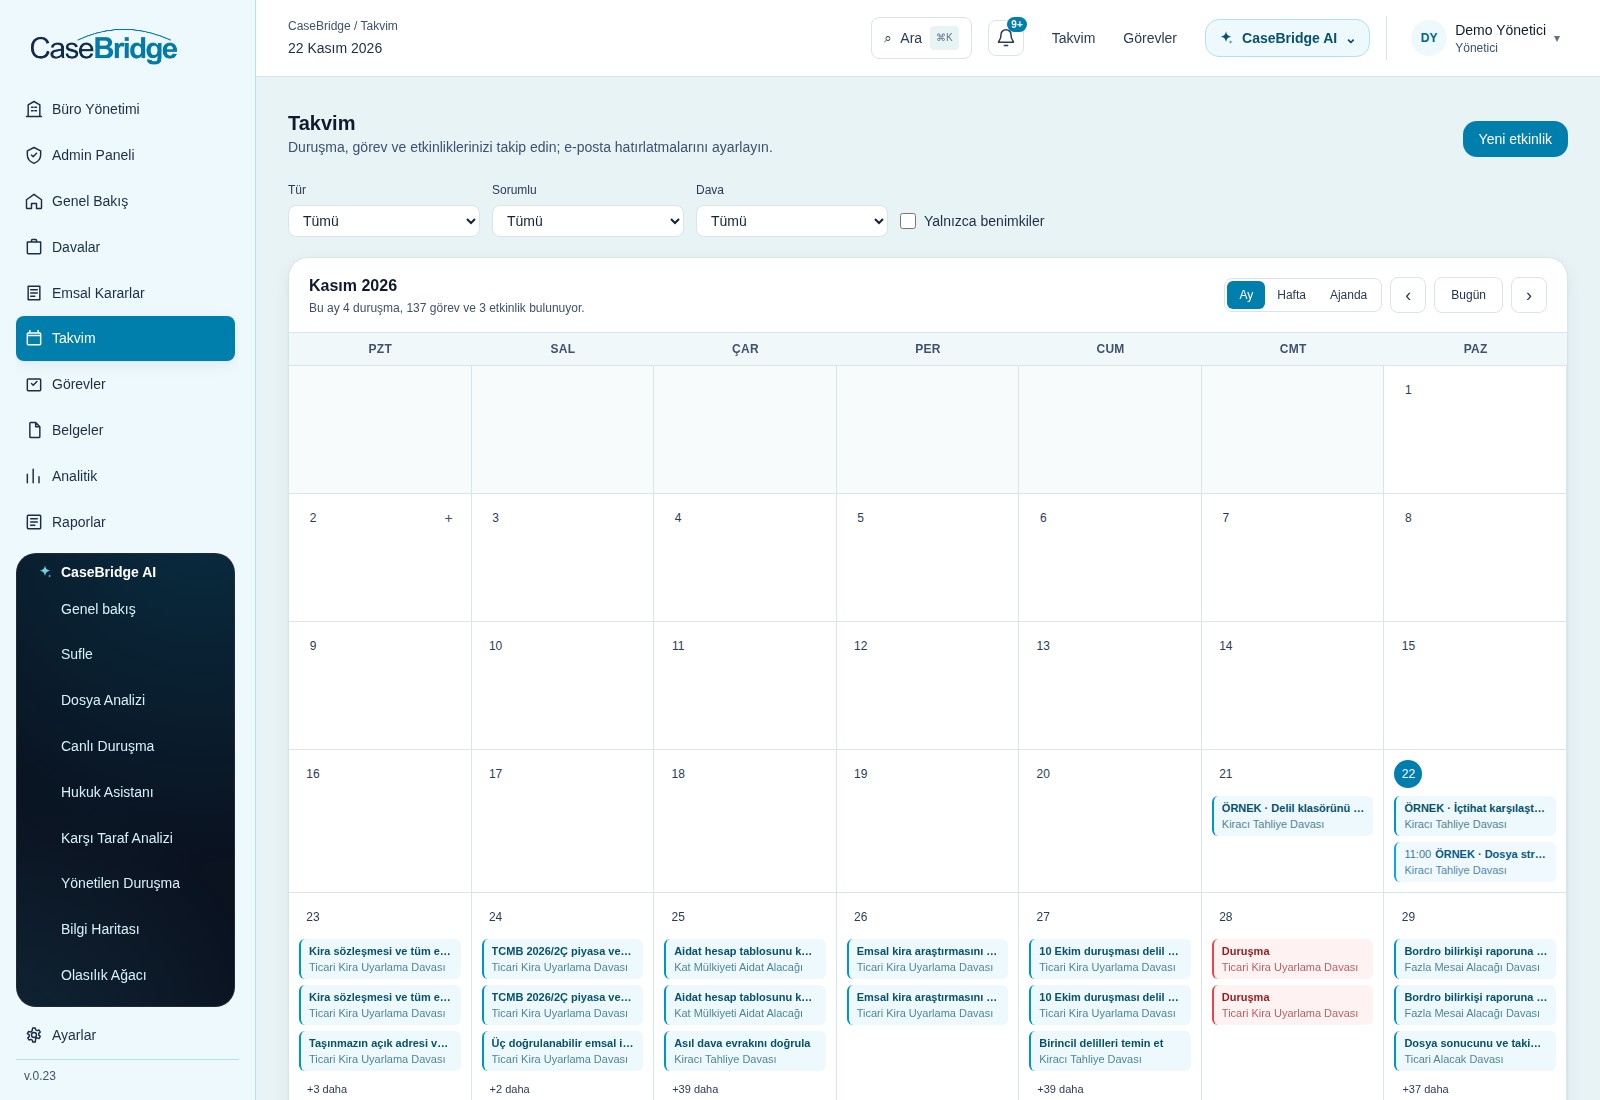 CaseBridge
Büro Yönetimi
Admin Paneli
Genel Bakış
Davalar
Emsal Kararlar
Takvim
Görevler
Belgeler
Analitik
Raporlar
CaseBridge AI
Genel bakış
Sufle
Dosya Analizi
Canlı Duruşma
Hukuk Asistanı
Karşı Taraf Analizi
Yönetilen Duruşma
Bilgi Haritası
Olasılık Ağacı
Ayarlar
v.0.23
CaseBridge / Takvim
22 Kasım 2026
Ara ⌘K
9+
Takvim
Görevler
CaseBridge AI
DY
Demo Yönetici
Yönetici
Takvim
Duruşma, görev ve etkinliklerinizi takip edin; e-posta hatırlatmalarını ayarlayın.
Yeni etkinlik
Tür Sorumlu Dava
Tümü Tümü Tümü Yalnızca benimkiler
Kasım 2026
Bu ay 4 duruşma, 137 görev ve 3 etkinlik bulunuyor.
Ay Hafta Ajanda ‹ Bugün ›
PZT SAL ÇAR PER CUM CMT PAZ
1
2 + 3 4 5 6 7 8
9 10 11 12 13 14 15
16 17 18 19 20 21 22
ÖRNEK · Delil klasörünü ...
Kiracı Tahliye Davası
ÖRNEK · İçtihat karşılaşt...
Kiracı Tahliye Davası
11:00 ÖRNEK · Dosya str...
Kiracı Tahliye Davası
23 24 25 26 27 28 29
Kira sözleşmesi ve tüm e...
Ticari Kira Uyarlama Davası
Kira sözleşmesi ve tüm e...
Ticari Kira Uyarlama Davası
Taşınmazın açık adresi v...
Ticari Kira Uyarlama Davası
+3 daha
TCMB 2026/2Ç piyasa ve...
Ticari Kira Uyarlama Davası
TCMB 2026/2Ç piyasa ve...
Ticari Kira Uyarlama Davası
Üç doğrulanabilir emsal i...
Ticari Kira Uyarlama Davası
+2 daha
Aidat hesap tablosunu k...
Kat Mülkiyeti Aidat Alacağı
Aidat hesap tablosunu k...
Kat Mülkiyeti Aidat Alacağı
Asıl dava evrakını doğrula
Kiracı Tahliye Davası
+39 daha
Emsal kira araştırmasını ...
Ticari Kira Uyarlama Davası
Emsal kira araştırmasını ...
Ticari Kira Uyarlama Davası
10 Ekim duruşması delil ...
Ticari Kira Uyarlama Davası
10 Ekim duruşması delil ...
Ticari Kira Uyarlama Davası
Birincil delilleri temin et
Kiracı Tahliye Davası
+39 daha
Duruşma
Ticari Kira Uyarlama Davası
Duruşma
Ticari Kira Uyarlama Davası
Bordro bilirkişi raporuna ...
Fazla Mesai Alacağı Davası
Bordro bilirkişi raporuna ...
Fazla Mesai Alacağı Davası
Dosya sonucunu ve taki...
Ticari Alacak Davası
+37 daha